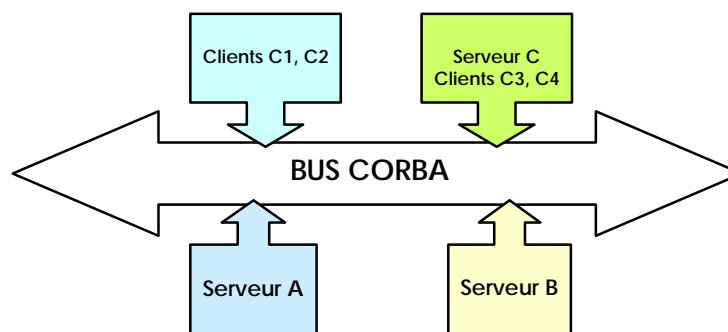 Clients C1, C2
Serveur C
Clients C3, C4
BUS CORBA
Serveur A
Serveur B